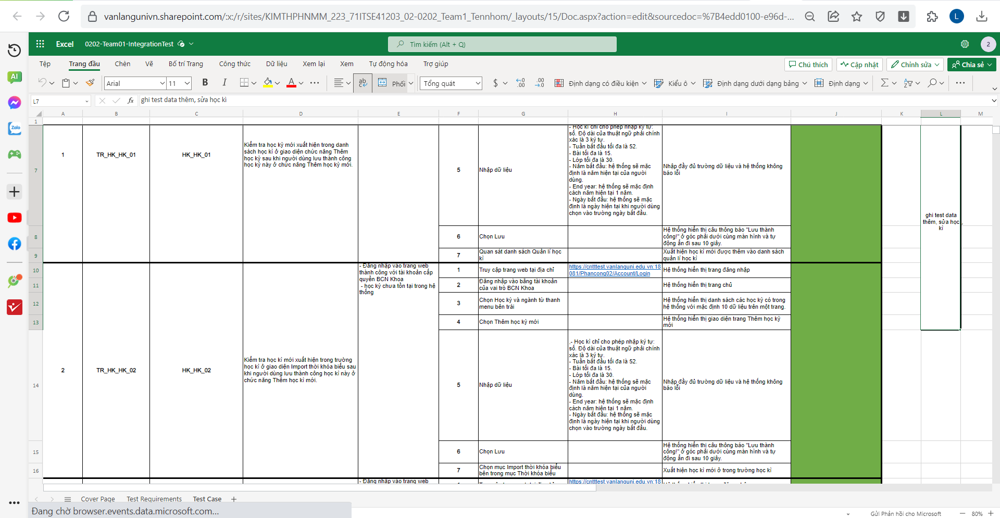 vanlangunivn.sharepoint.com/:x:/r/sites/KIMTHPHNMM_223_71ITSE41203_02-0202_Team1_Tennhom/_layouts/15/Doc.aspx?action=edit&sourcedoc=%7B4edd0100-e96d-...
L
AI
Zalo
Excel
0202-Team01-IntegrationTest
Tìm kiếm (Alt + Q)
2
Tệp
Trang đầu
Chèn
Vẽ
Bố trí Trang
Công thức
Dữ liệu
Xem lại
Xem
Tự động hóa
Trợ giúp
Chú thích
Cập nhật
Chỉnh sửa
Chia sẻ
Arial
11
B
I
A
ab
Phối
Tổng quát
$
Định dạng có điều kiện
Kiểu ô
Định dạng dưới dạng bảng
Định dạng
L7
fx
ghi test data thêm, sửa học kì
A B C D E F G H I J K L M
1
7
1
TR_HK_HK_01
HK_HK_01
Kiểm tra học kỳ mới xuất hiện trong danh
sách học kì ở giao diện chức năng Thêm
học kỳ sau khi người dùng lưu thành công
học kỳ này ở chức năng Thêm học kỳ mới.
5
Nhập dữ liệu
- Học kì chỉ cho phép nhập ký tự:
số. Độ dài của thuật ngữ phải chính
xác là 3 ký tự.
- Tuần bắt đầu tối đa là 52.
- Bài tối đa là 15.
- Lớp tối đa là 30.
- Năm bắt đầu: hệ thống sẽ mặc
định là năm hiện tại của người
dùng.
- End year: hệ thống sẽ mặc định
cách năm hiện tại 1 năm.
- Ngày bắt đầu: hệ thống sẽ mặc
định là ngày hiện tại khi người dùng
chọn vào trường ngày bắt đầu.
Nhập đầy đủ trường dữ liệu và hệ thống không
báo lỗi
ghi test data
thêm, sửa học
kì
8
6
Chọn Lưu
Hệ thống hiển thị câu thông báo "Lưu thành
công!" ở góc phải dưới cùng màn hình và tự
động ẩn đi sau 10 giây.
9
7
Quan sát danh sách Quản lí học
kì
Xuất hiện học kì mới được thêm vào danh sách
quản lí học kì
10
- Đăng nhập vào trang web
thành công với tài khoản cấp
quyền BCN Khoa
- học kỳ chưa tồn tại trong hệ
thống
1
Truy cập trang web tại địa chỉ
https://cntttest.vanlanguni.edu.vn:18
081/Phancong02/Account/Login
Hệ thống hiển thị trang đăng nhập
11
2
Đăng nhập vào bằng tài khoản
của vai trò BCN Khoa
Hệ thống hiển thị trang chủ
12
3
Chọn Học kỳ và ngành từ thanh
menu bên trái
Hệ thống hiển thị danh sách các học kỳ có trong
hệ thống với mặc định 10 dữ liệu trên một trang.
13
4
Chọn Thêm học kỳ mới
Hệ thống hiển thị giao diện trang Thêm học kỳ
mới
14
2
TR_HK_HK_02
HK_HK_02
Kiểm tra học kì mới xuất hiện trong trường
học kì ở giao diện Import thời khóa biểu sau
khi người dùng lưu thành công học kì này ở
chức năng Thêm học kì mới.
5
Nhập dữ liệu
- Học kì chỉ cho phép nhập ký tự:
số. Độ dài của thuật ngữ phải chính
xác là 3 ký tự.
- Tuần bắt đầu tối đa là 52.
- Bài tối đa là 15.
- Lớp tối đa là 30.
- Năm bắt đầu: hệ thống sẽ mặc
định là năm hiện tại của người
dùng.
- End year: hệ thống sẽ mặc định
cách năm hiện tại 1 năm.
- Ngày bắt đầu: hệ thống sẽ mặc
định là ngày hiện tại khi người dùng
chọn vào trường ngày bắt đầu.
Nhập đầy đủ trường dữ liệu và hệ thống không
báo lỗi
15
6
Chọn Lưu
Hệ thống hiển thị câu thông báo "Lưu thành
công!" ở góc phải dưới cùng màn hình và tự
động ẩn đi sau 10 giây.
16
7
Chọn mục Import thời khóa biểu
bên trong mục Thời khóa biểu
Xuất hiện học kì mới ở trong trường học kì
- Đăng nhập vào trang web
https://cntttest.vanlanguni.edu.vn:18
Cover Page
Test Requirements
Test Case
Đang chờ browser.events.data.microsoft.com...
Gửi Phản hồi cho Microsoft
80%